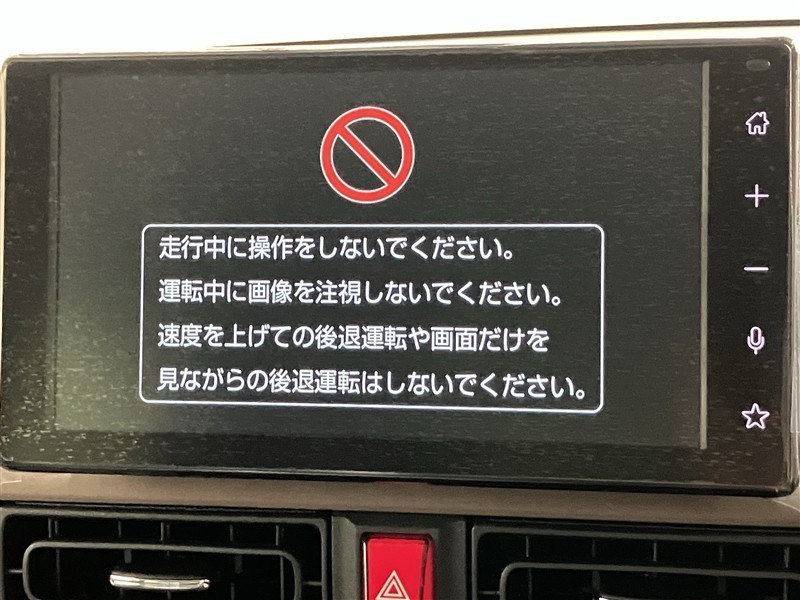 走行中に操作をしないでください。
運転中に画像を注視しないでください。
速度を上げての後退運転や画面だけを
見ながらの後退運転はしないでください。